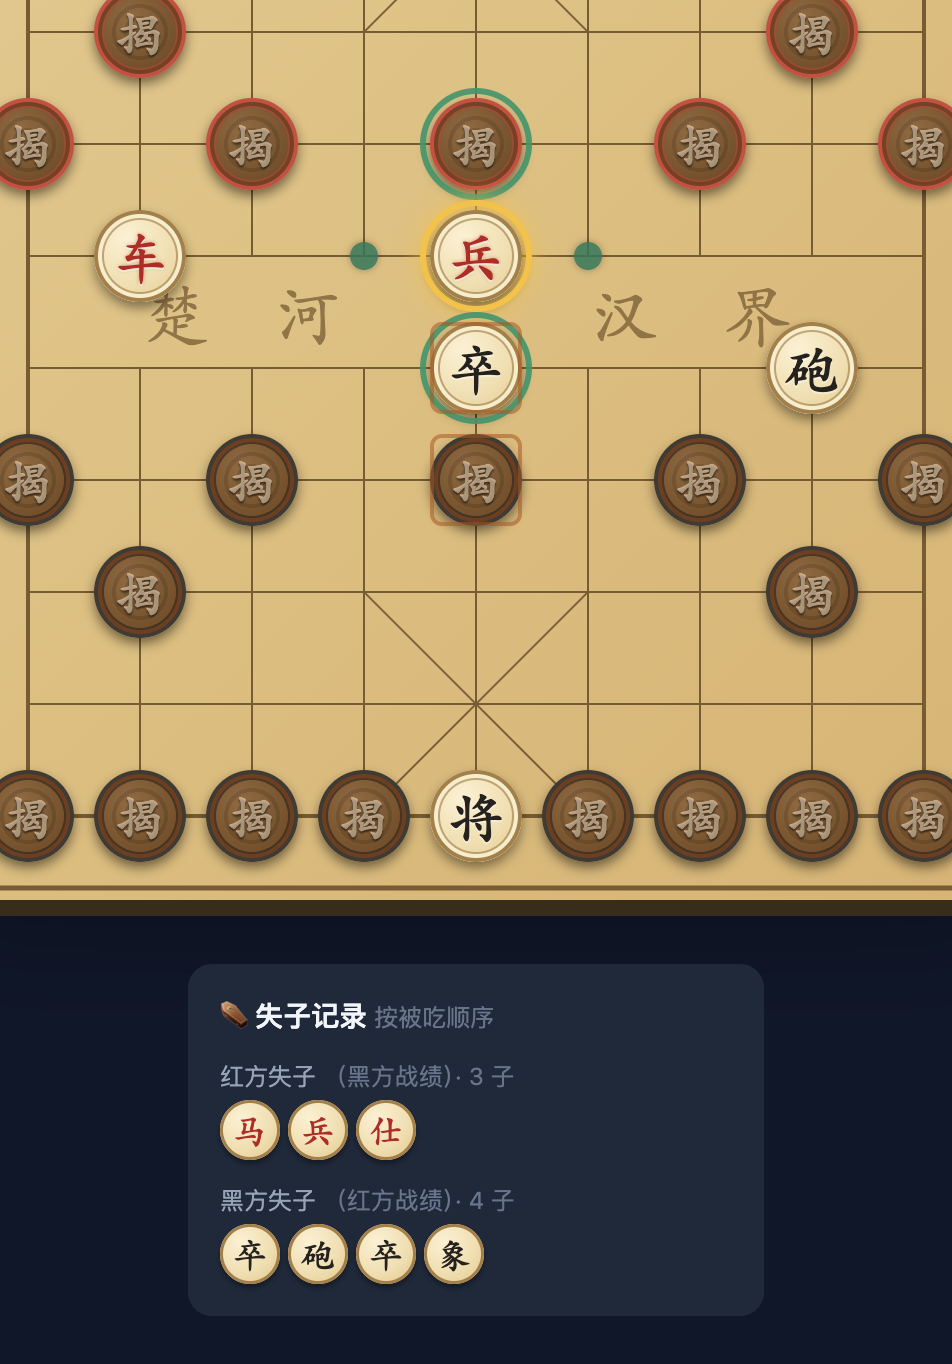 揭 揭
揭 揭 揭 揭 揭
车 兵
楚 河 汉 界
卒 砲
揭 揭 揭 揭 揭
揭 揭
揭 揭 揭 揭 将 揭 揭 揭 揭
失子记录 按被吃顺序
红方失子 (黑方战绩) · 3 子
马 兵 仕
黑方失子 (红方战绩) · 4 子
卒 砲 卒 象